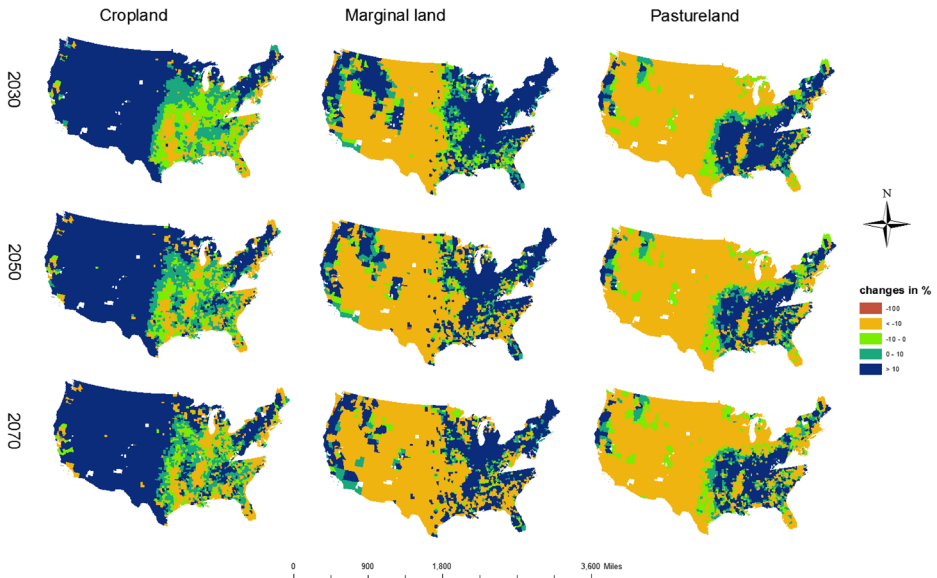 Cropland
Marginal land
Pastureland
2030
2050
2070
N
changes in %
-100
< -10
-10 - 0
0 - 10
> 10
0 900 1,800 3,600 Miles